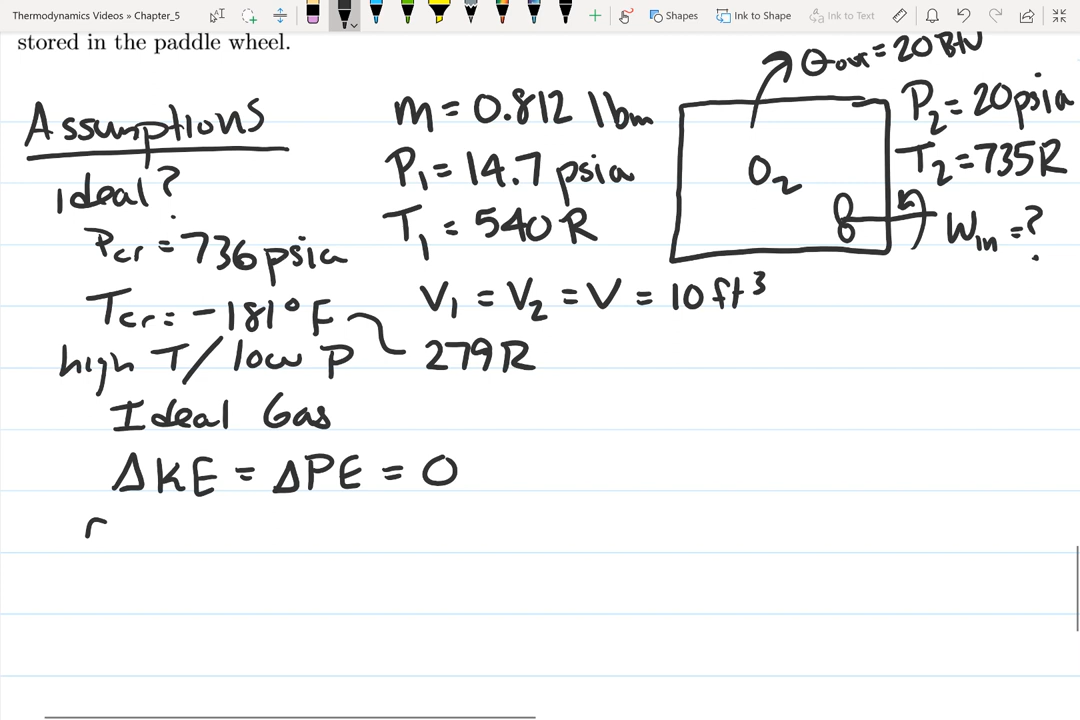 Thermodynamics Videos » Chapter_5
Shapes
Ink to Shape
Ink to Text
stored in the paddle wheel.
Assumptions
ideal?
Pcr = 736 psia
Tcr = -181°F
279R
high T/low P
Ideal Gas
ΔKE = ΔPE = 0
m = 0.812 lbm
P1 = 14.7 psia
T1 = 540 R
V1 = V2 = V = 10 ft³
Qout = 20 Btu
O2
P2 = 20 psia
T2 = 735R
Win = ?